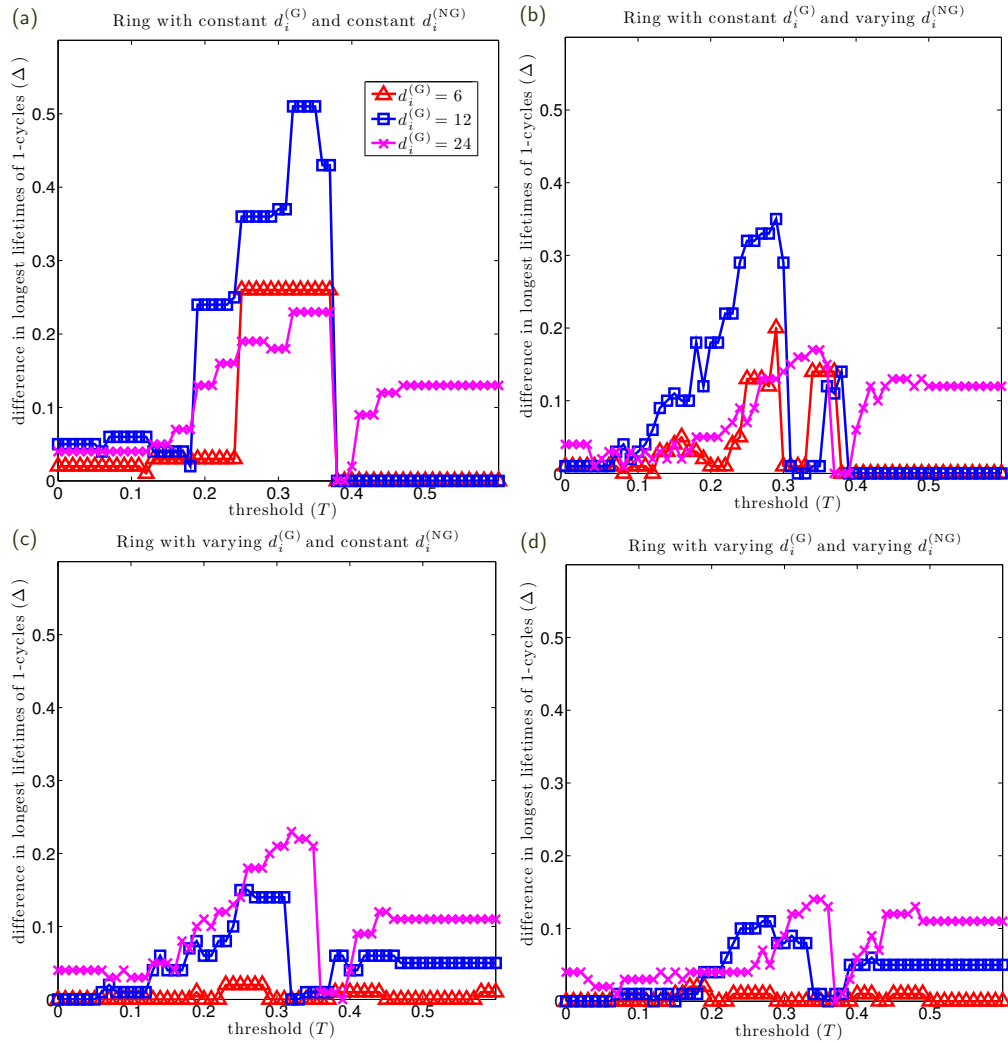 (a) Ring with constant d_i^(G) and constant d_i^(NG)
difference in longest lifetimes of 1-cycles (Δ)
0.5
0.4
0.3
0.2
0.1
0
0 0.1 0.2 0.3 0.4 0.5
threshold (T)
d_i^(G) = 6
d_i^(G) = 12
d_i^(G) = 24
(b) Ring with constant d_i^(G) and varying d_i^(NG)
difference in longest lifetimes of 1-cycles (Δ)
0.5
0.4
0.3
0.2
0.1
0
0 0.1 0.2 0.3 0.4 0.5
threshold (T)
(c) Ring with varying d_i^(G) and constant d_i^(NG)
difference in longest lifetimes of 1-cycles (Δ)
0.5
0.4
0.3
0.2
0.1
0
0 0.1 0.2 0.3 0.4 0.5
threshold (T)
(d) Ring with varying d_i^(G) and varying d_i^(NG)
difference in longest lifetimes of 1-cycles (Δ)
0.5
0.4
0.3
0.2
0.1
0
0 0.1 0.2 0.3 0.4 0.5
threshold (T)